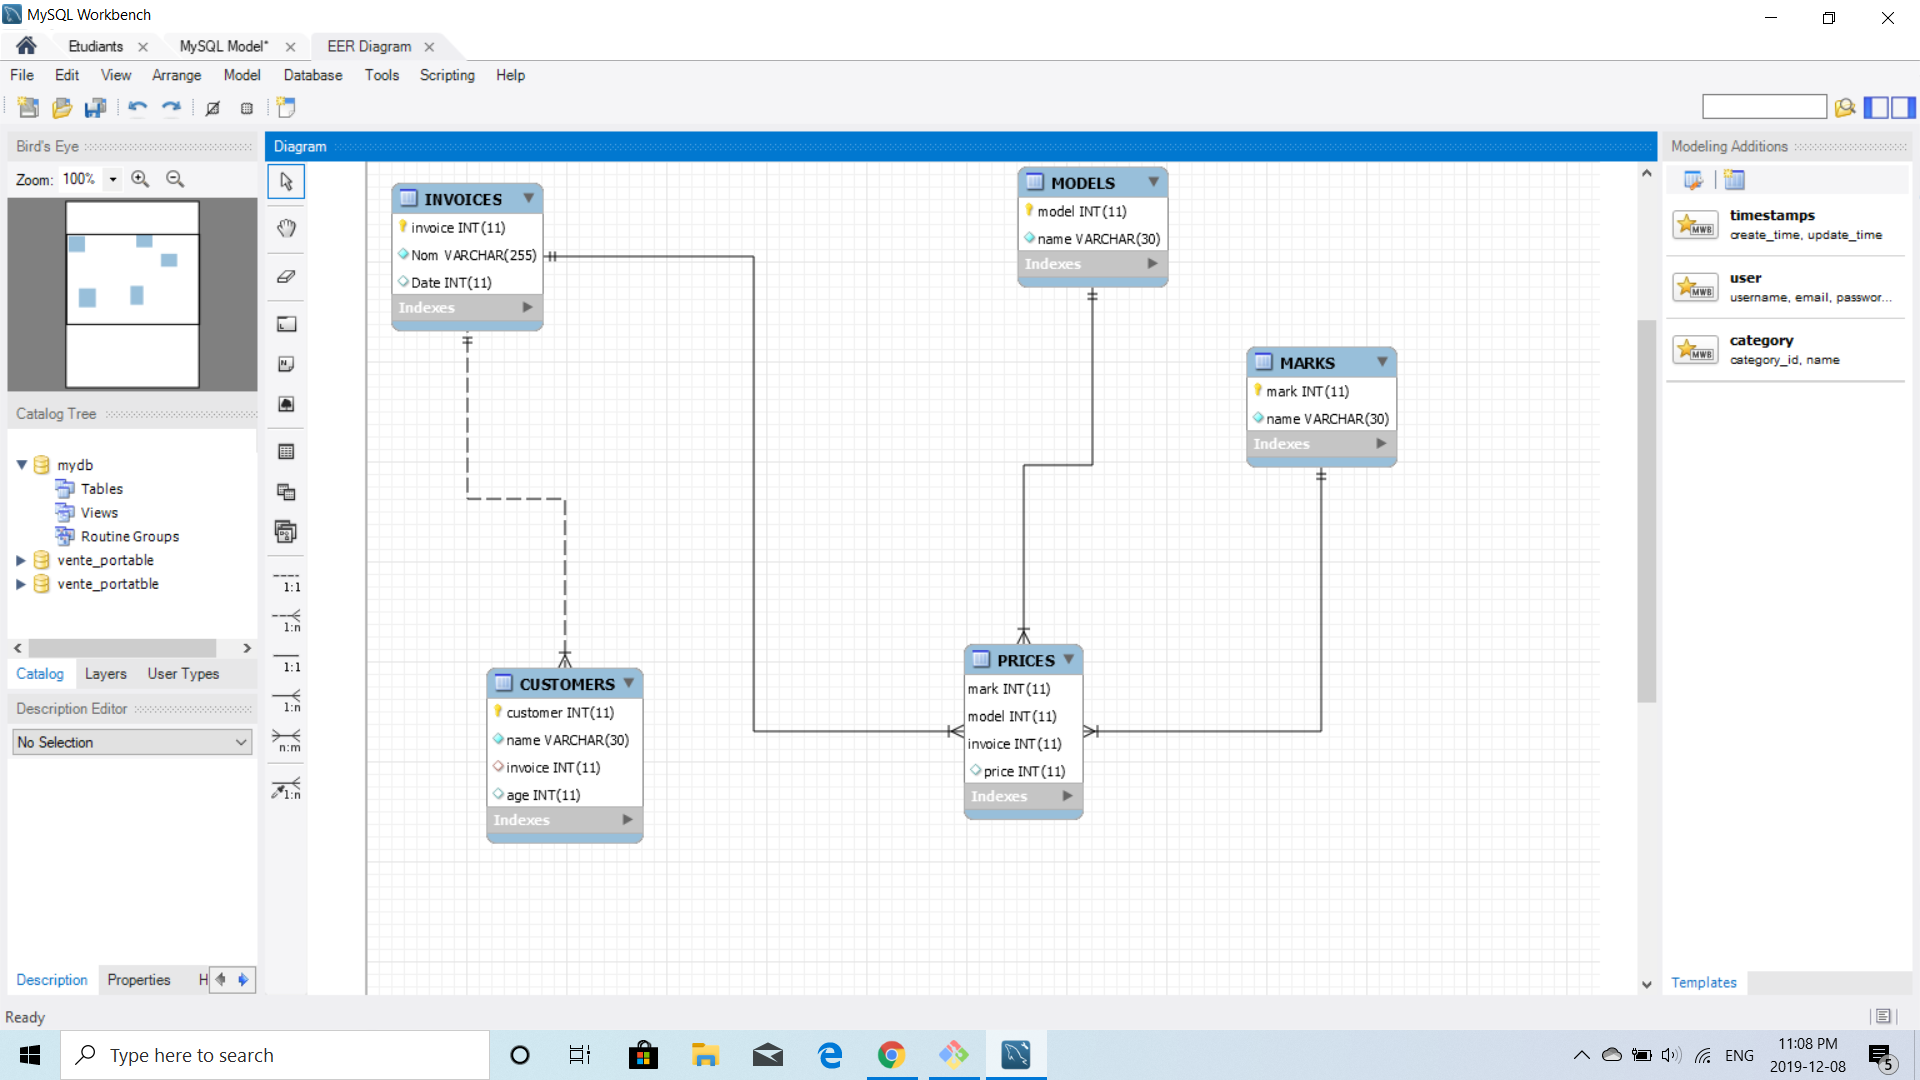 MySQL Workbench
Etudiants
MySQL Model*
EER Diagram
File Edit View Arrange Model Database Tools Scripting Help
Bird's Eye
Zoom: 100%
Catalog Tree
mydb
Tables
Views
Routine Groups
vente_portable
vente_portatble
Catalog Layers User Types
Description Editor
No Selection
Description Properties H
1:1
1:n
1:1
1:n
n:m
1:n
Diagram
INVOICES
invoice INT(11)
Nom VARCHAR(255)
Date INT(11)
Indexes
MODELS
model INT(11)
name VARCHAR(30)
Indexes
MARKS
mark INT(11)
name VARCHAR(30)
Indexes
CUSTOMERS
customer INT(11)
name VARCHAR(30)
invoice INT(11)
age INT(11)
Indexes
PRICES
mark INT(11)
model INT(11)
invoice INT(11)
price INT(11)
Indexes
Modeling Additions
MWB
timestamps
create_time, update_time
MWB
user
username, email, passwor...
MWB
category
category_id, name
Templates
Ready
Type here to search
ENG
11:08 PM
2019-12-08
5